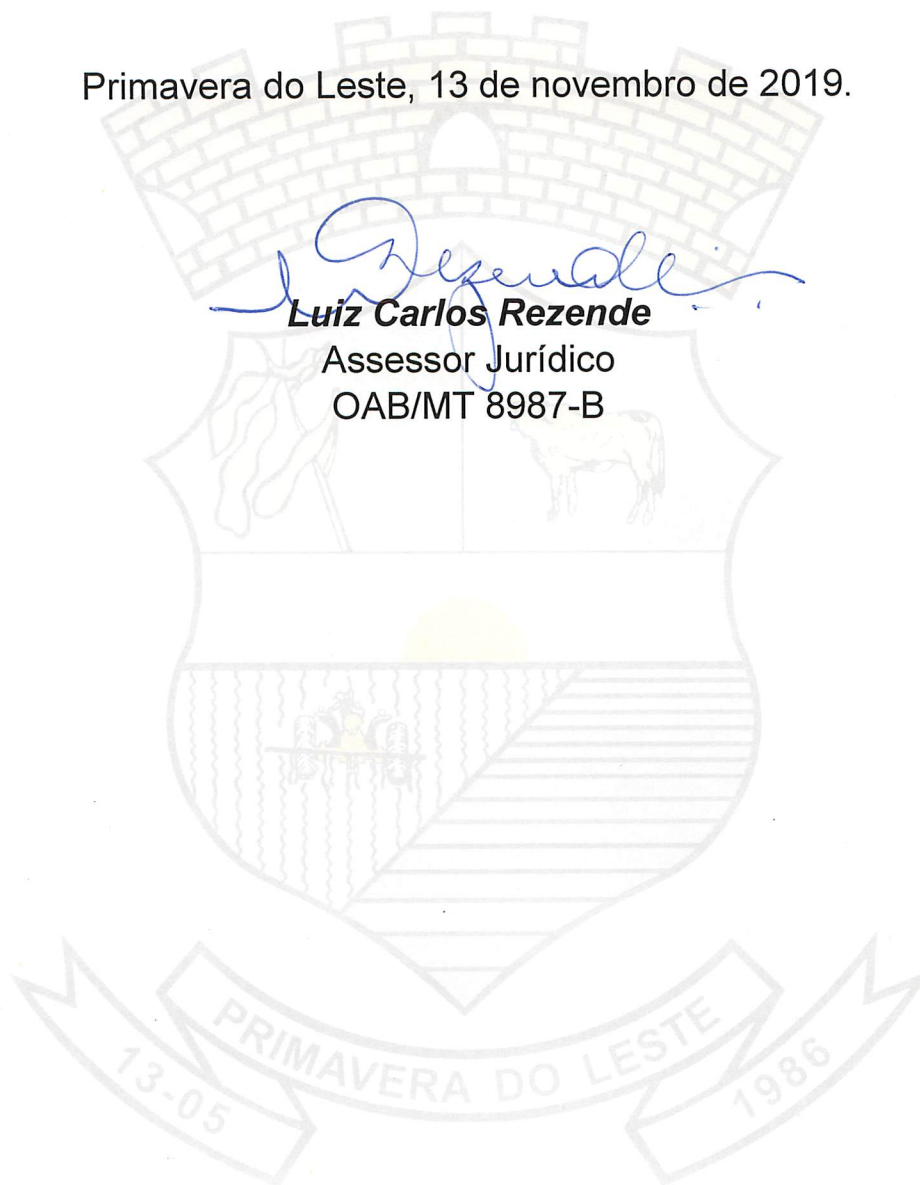 Primavera do Leste, 13 de novembro de 2019.
Luiz Carlos Rezende
Assessor Jurídico
OAB/MT 8987-B
PRIMAVERA DO LESTE
13-05
1986